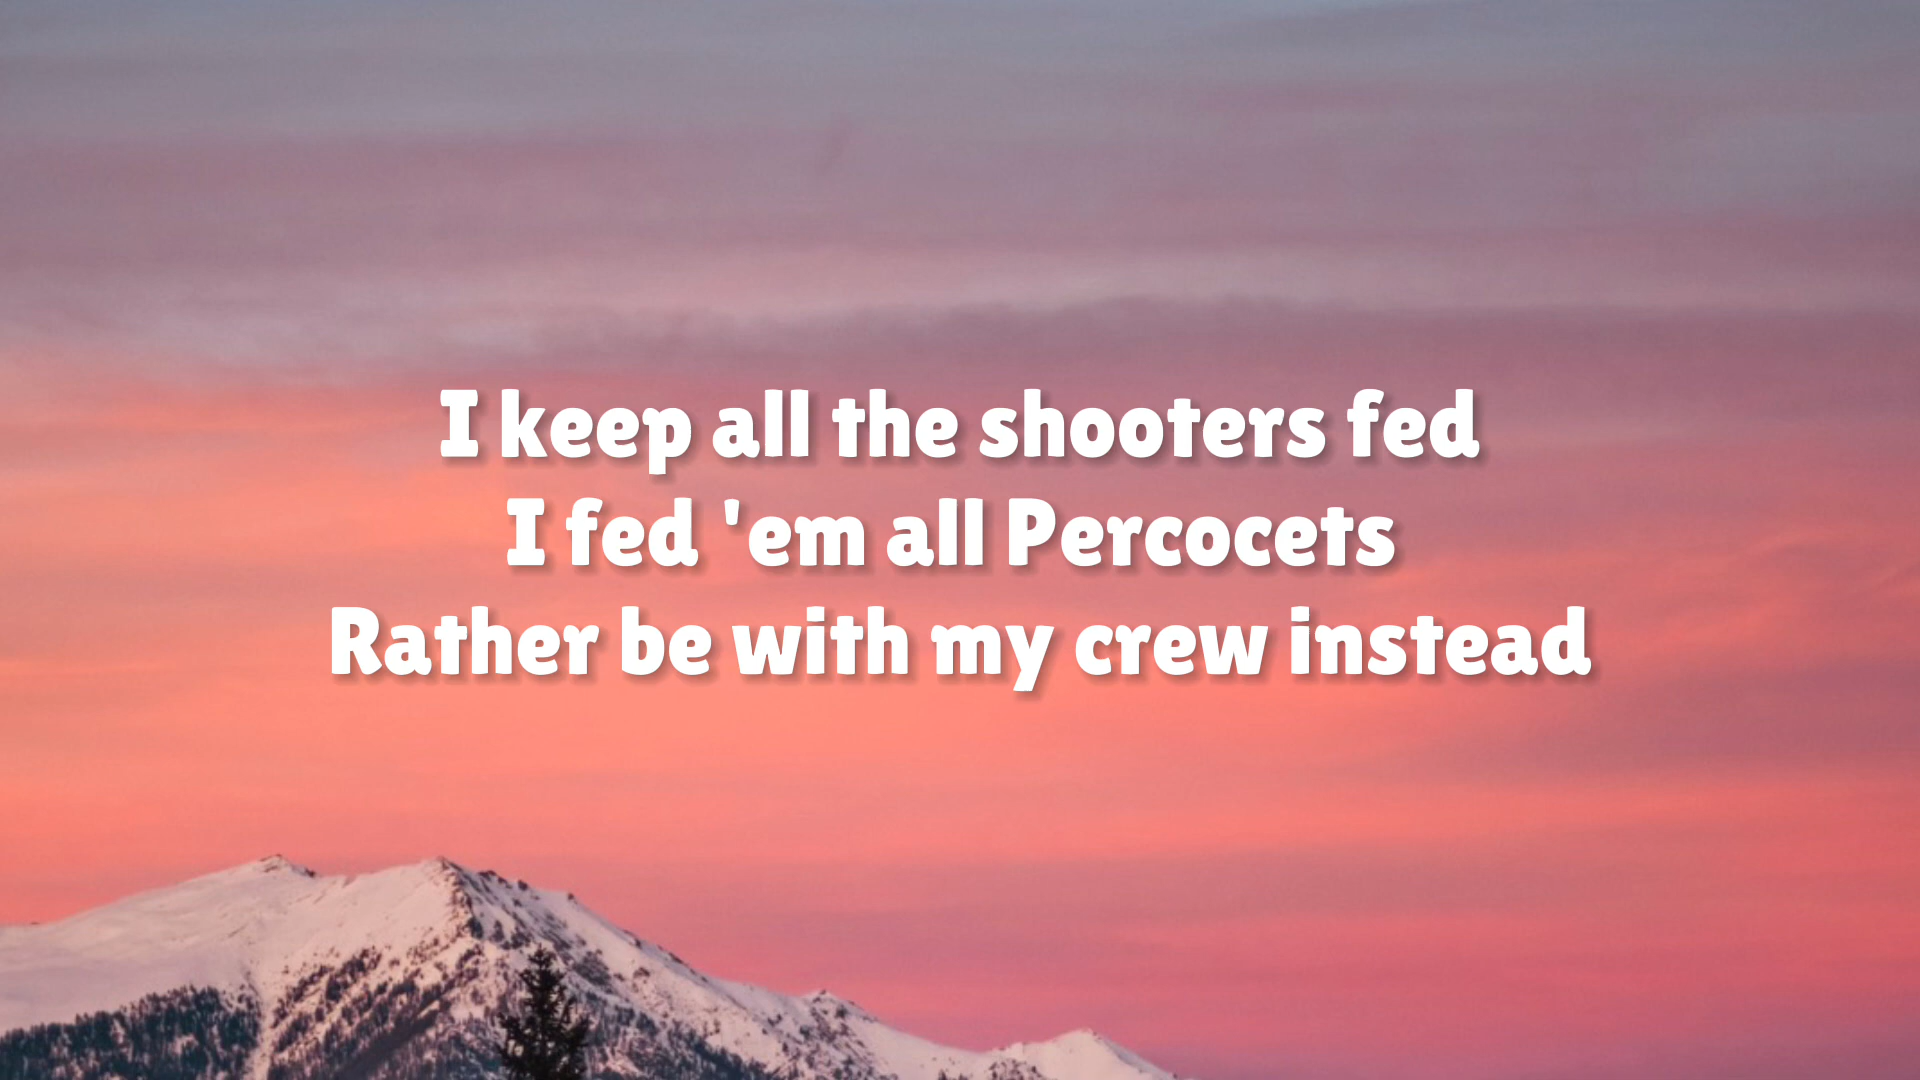 I keep all the shooters fed
I fed 'em all Percocets
Rather be with my crew instead